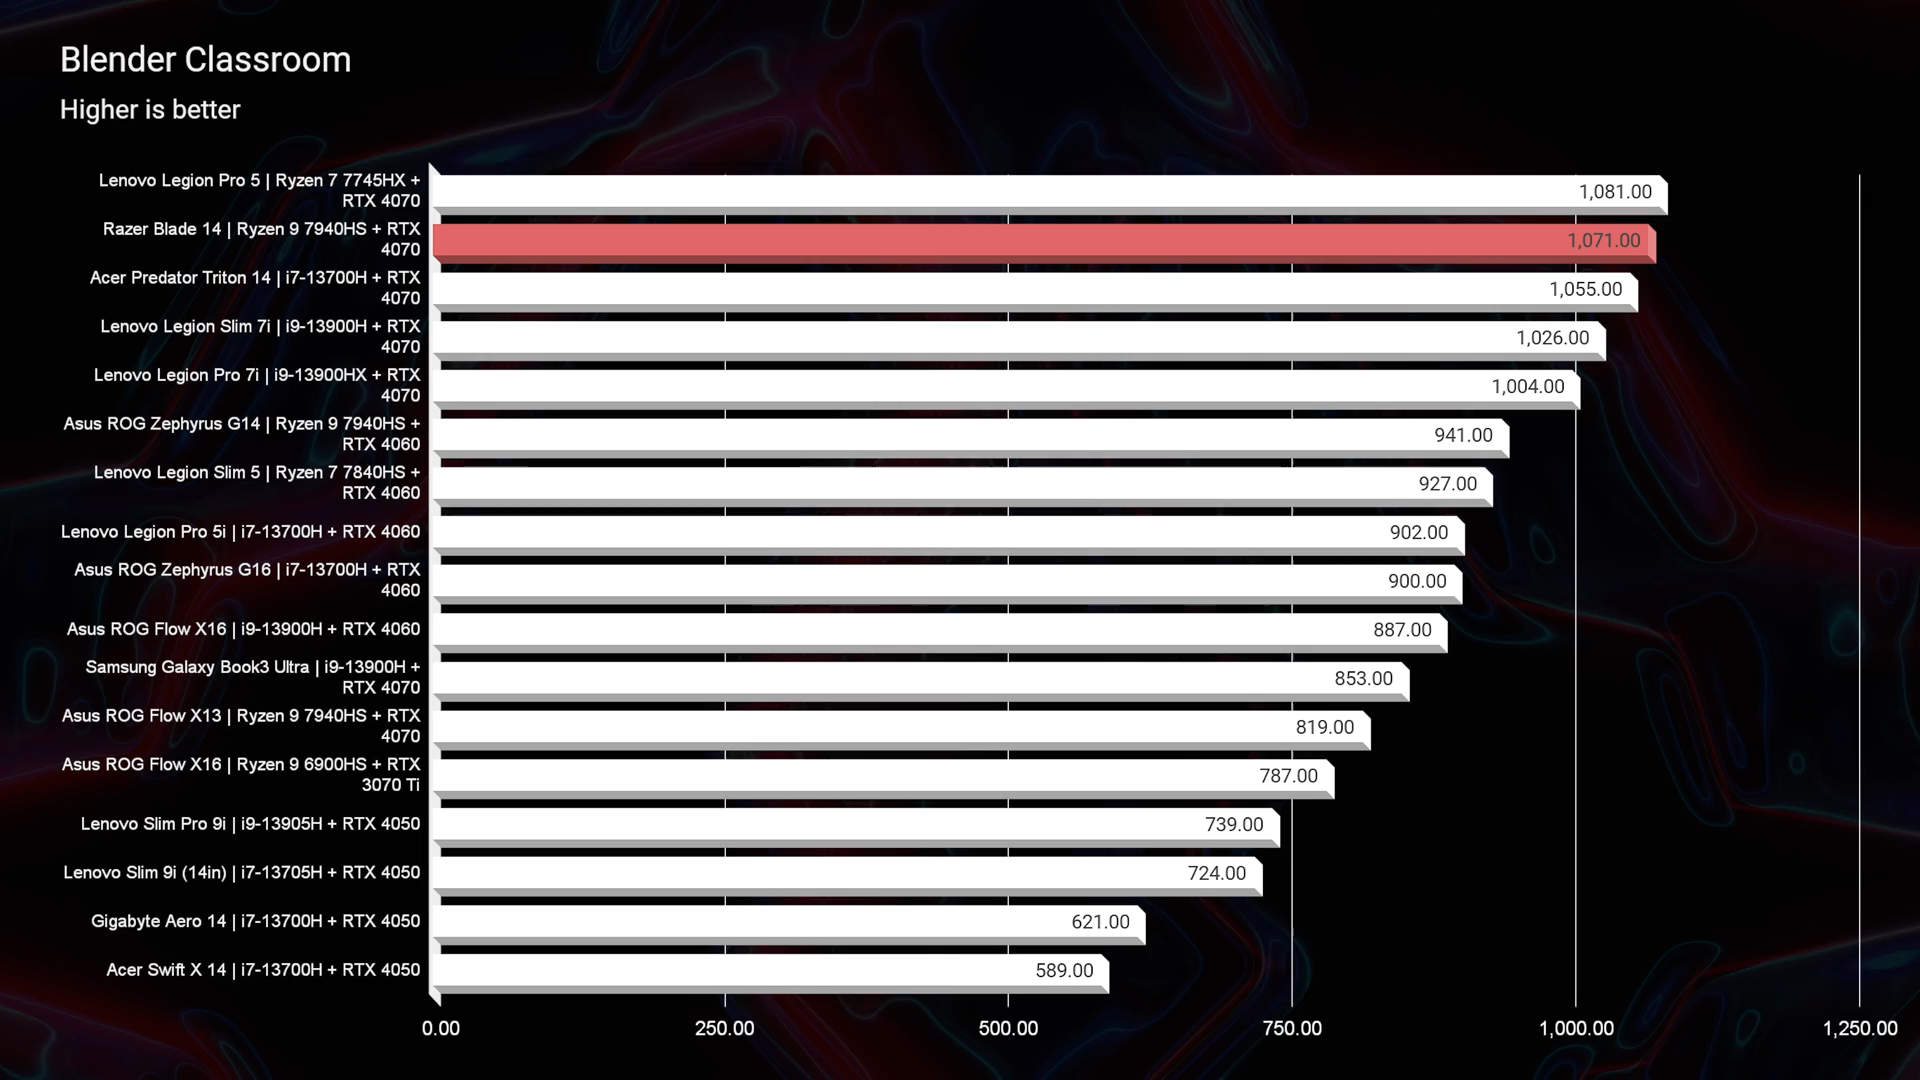 Blender Classroom
Higher is better
Lenovo Legion Pro 5 | Ryzen 7 7745HX +
RTX 4070
1,081.00
Razer Blade 14 | Ryzen 9 7940HS + RTX
4070
1,071.00
Acer Predator Triton 14 | i7-13700H + RTX
4070
1,055.00
Lenovo Legion Slim 7i | i9-13900H + RTX
4070
1,026.00
Lenovo Legion Pro 7i | i9-13900HX + RTX
4070
1,004.00
Asus ROG Zephyrus G14 | Ryzen 9 7940HS +
RTX 4060
941.00
Lenovo Legion Slim 5 | Ryzen 7 7840HS +
RTX 4060
927.00
Lenovo Legion Pro 5i | i7-13700H + RTX 4060
902.00
Asus ROG Zephyrus G16 | i7-13700H + RTX
4060
900.00
Asus ROG Flow X16 | i9-13900H + RTX 4060
887.00
Samsung Galaxy Book3 Ultra | i9-13900H +
RTX 4070
853.00
Asus ROG Flow X13 | Ryzen 9 7940HS + RTX
4070
819.00
Asus ROG Flow X16 | Ryzen 9 6900HS + RTX
3070 Ti
787.00
Lenovo Slim Pro 9i | i9-13905H + RTX 4050
739.00
Lenovo Slim 9i (14in) | i7-13705H + RTX 4050
724.00
Gigabyte Aero 14 | i7-13700H + RTX 4050
621.00
Acer Swift X 14 | i7-13700H + RTX 4050
589.00
0.00 250.00 500.00 750.00 1,000.00 1,250.00